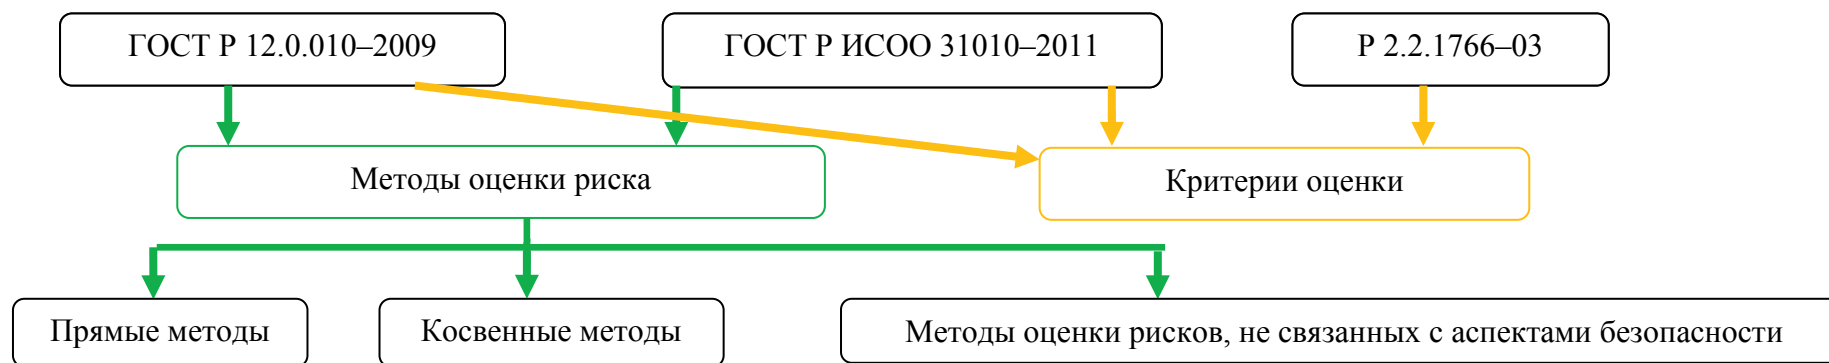 ГОСТ Р 12.0.010–2009
ГОСТ Р ИСОО 31010–2011
Р 2.2.1766–03
Методы оценки риска
Критерии оценки
Прямые методы
Косвенные методы
Методы оценки рисков, не связанных с аспектами безопасности